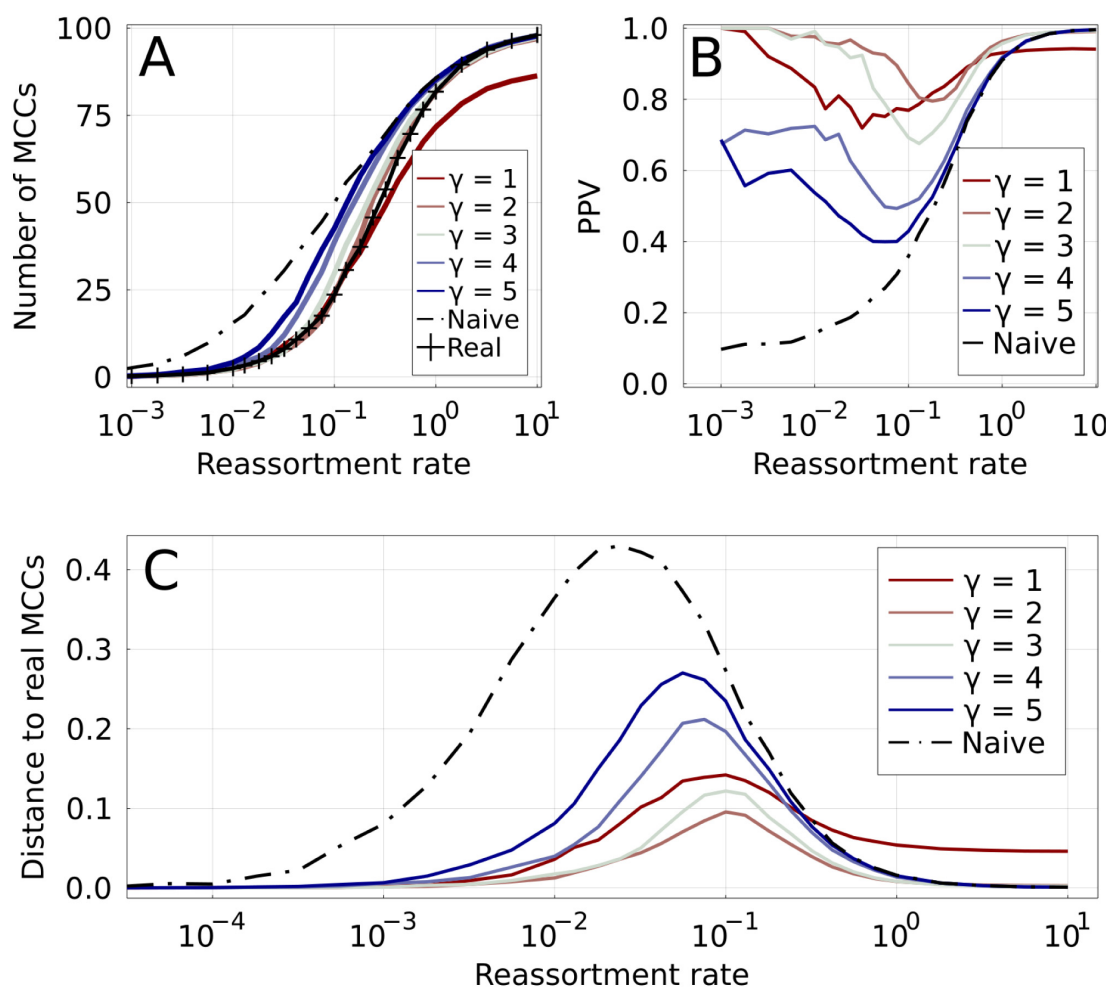 A
Number of MCCs
100
75
50
25
0
γ = 1
γ = 2
γ = 3
γ = 4
γ = 5
Naive
Real
10⁻³ 10⁻² 10⁻¹ 10⁰ 10¹
Reassortment rate
B
PPV
1.0
0.8
0.6
0.4
0.2
0.0
γ = 1
γ = 2
γ = 3
γ = 4
γ = 5
Naive
10⁻³ 10⁻² 10⁻¹ 10⁰ 10
Reassortment rate
C
Distance to real MCCs
0.4
0.3
0.2
0.1
0.0
γ = 1
γ = 2
γ = 3
γ = 4
γ = 5
Naive
10⁻⁴ 10⁻³ 10⁻² 10⁻¹ 10⁰ 10¹
Reassortment rate